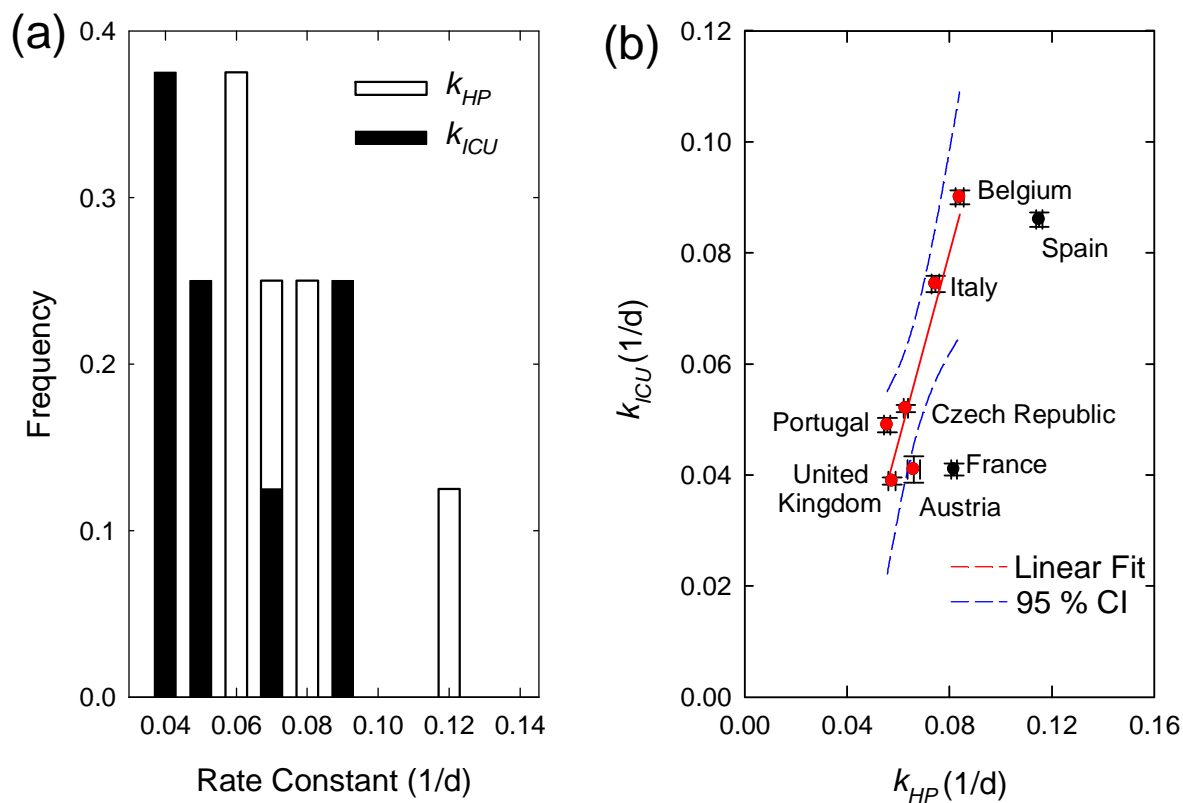 (a)
0.4
0.3
0.2
0.1
0.0
Frequency
k_HP
k_ICU
0.04 0.06 0.08 0.10 0.12 0.14
Rate Constant (1/d)
(b)
0.12
0.10
0.08
0.06
0.04
0.02
0.00
k_ICU (1/d)
Belgium
Spain
Italy
Portugal
Czech Republic
United
Kingdom
France
Austria
Linear Fit
95 % CI
0.00 0.04 0.08 0.12 0.16
k_HP (1/d)